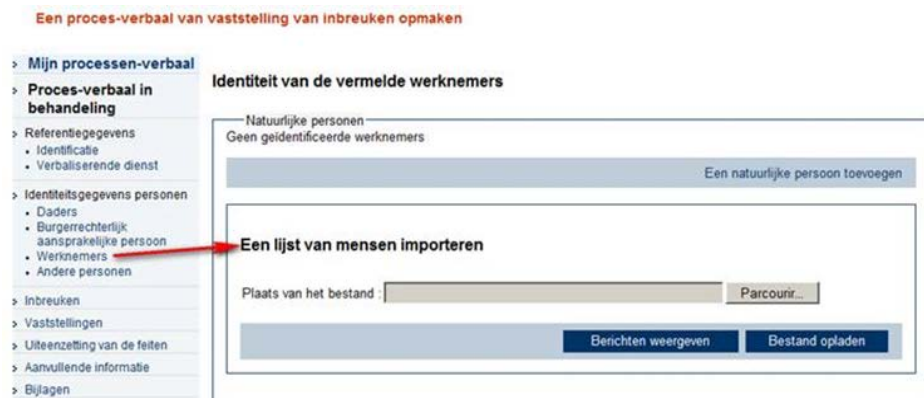 Een proces-verbaal van vaststelling van inbreuken opmaken
Mijn processen-verbaal
Proces-verbaal in
behandeling
Referentiegegevens
Identificatie
Verbaliserende dienst
Identiteitsgegevens personen
Daders
Burgerrechterlijk
aansprakelijke persoon
Werknemers
Andere personen
Inbreuken
Vaststellingen
Uiteenzetting van de feiten
Aanvullende informatie
Bijlagen
Identiteit van de vermelde werknemers
Natuurlijke personen
Geen geïdentificeerde werknemers
Een natuurlijke persoon toevoegen
Een lijst van mensen importeren
Plaats van het bestand :
Parcourir...
Berichten weergeven
Bestand opladen